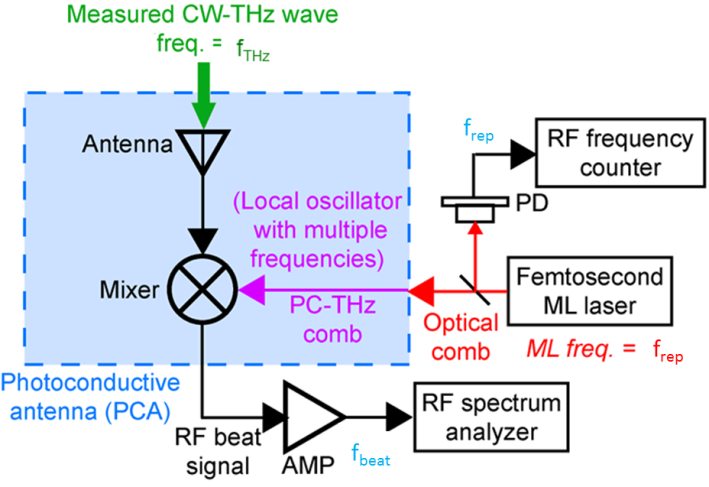 Measured CW-THz wave
freq. = fTHz
Antenna
(Local oscillator
with multiple
frequencies)
Mixer
PC-THz
comb
frep
RF frequency
counter
PD
Femtosecond
ML laser
Optical
comb
ML freq. = frep
Photoconductive
antenna (PCA)
RF beat
signal
AMP
fbeat
RF spectrum
analyzer